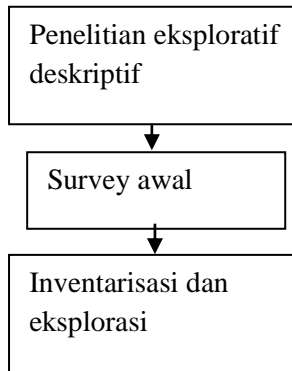 Penelitian eksploratif
deskriptif
Survey awal
Inventarisasi dan
eksplorasi